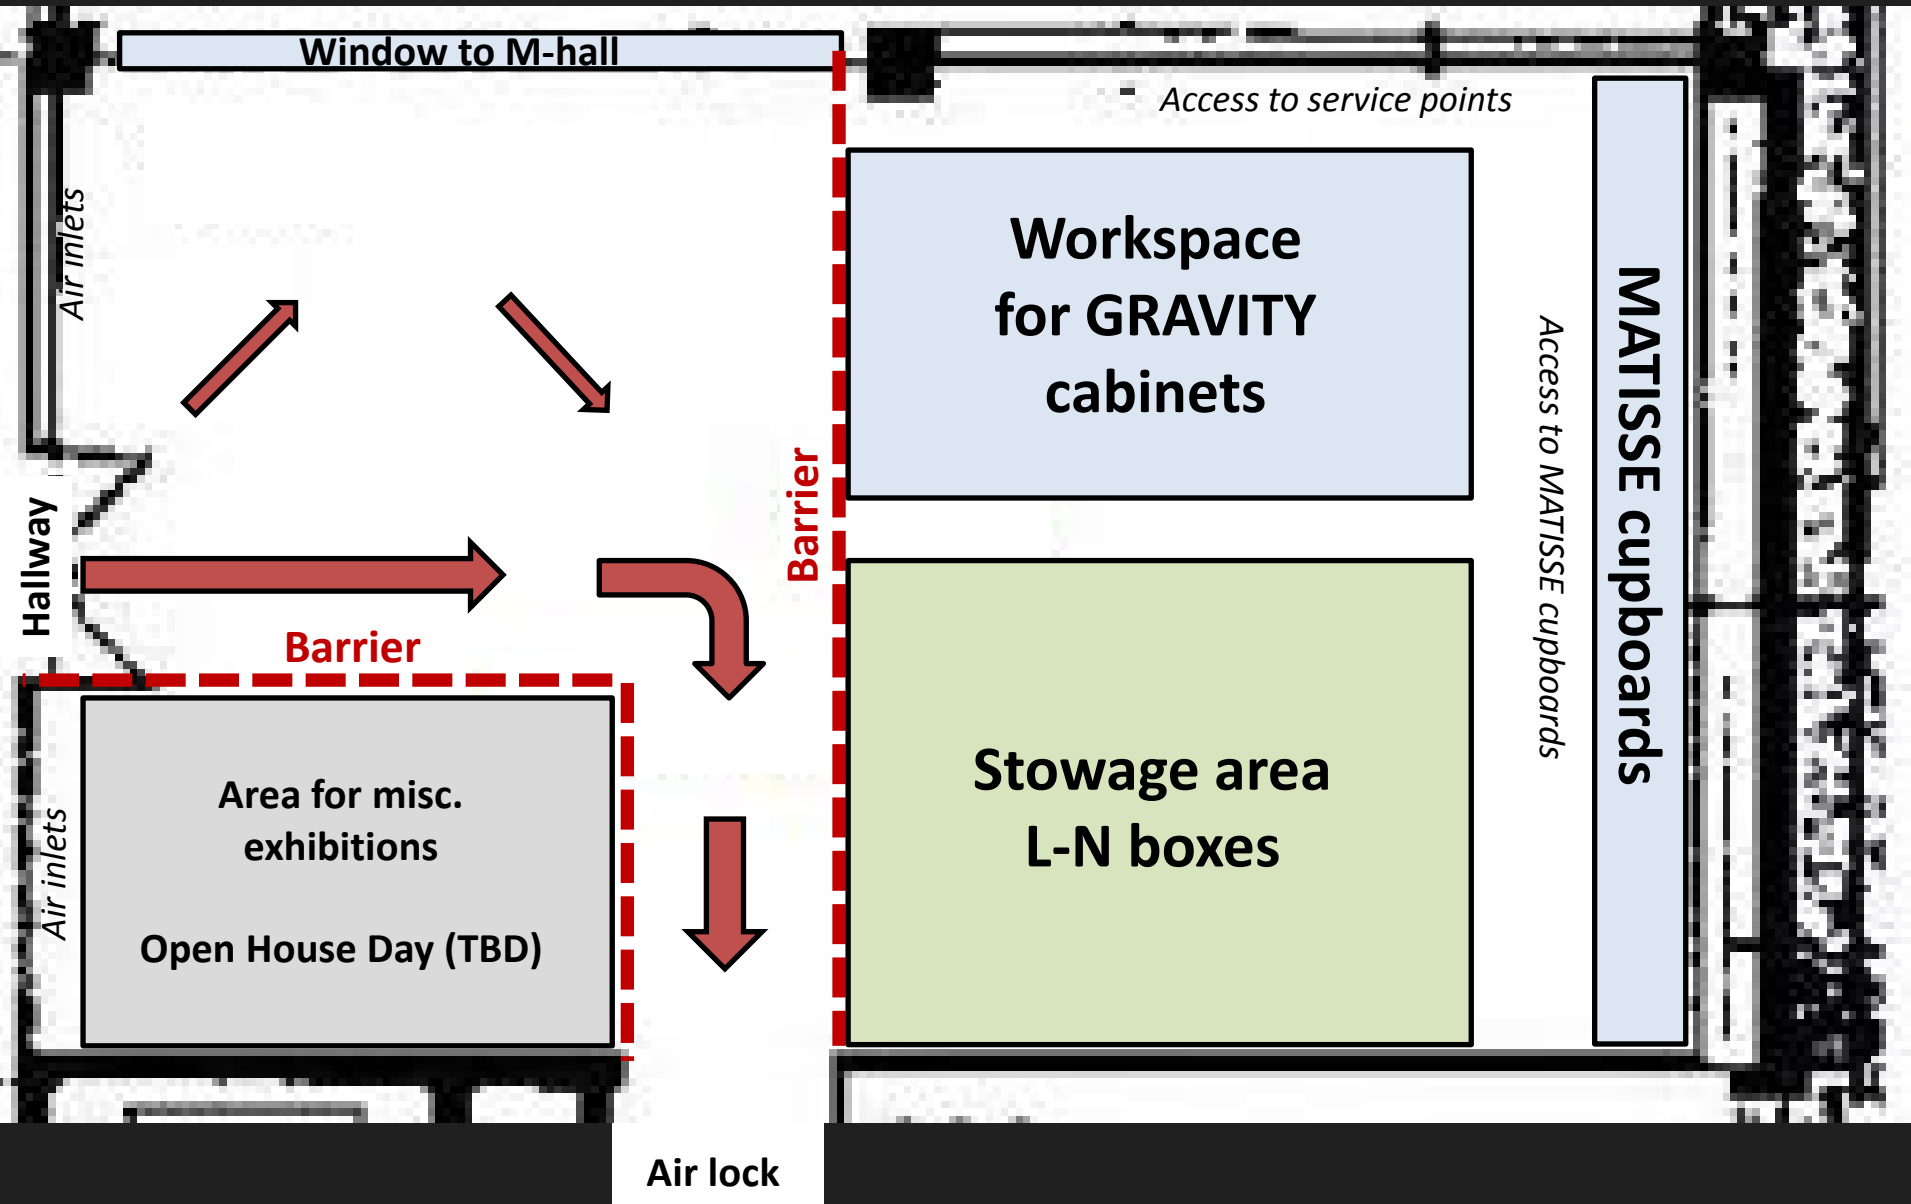 Window to M-hall
Access to service points
Air inlets
Workspace
for GRAVITY
cabinets
MATISSE cupboards
Access to MATISSE cupboards
Barrier
Hallway
Barrier
Area for misc.
exhibitions
Open House Day (TBD)
Air inlets
Stowage area
L-N boxes
Air lock